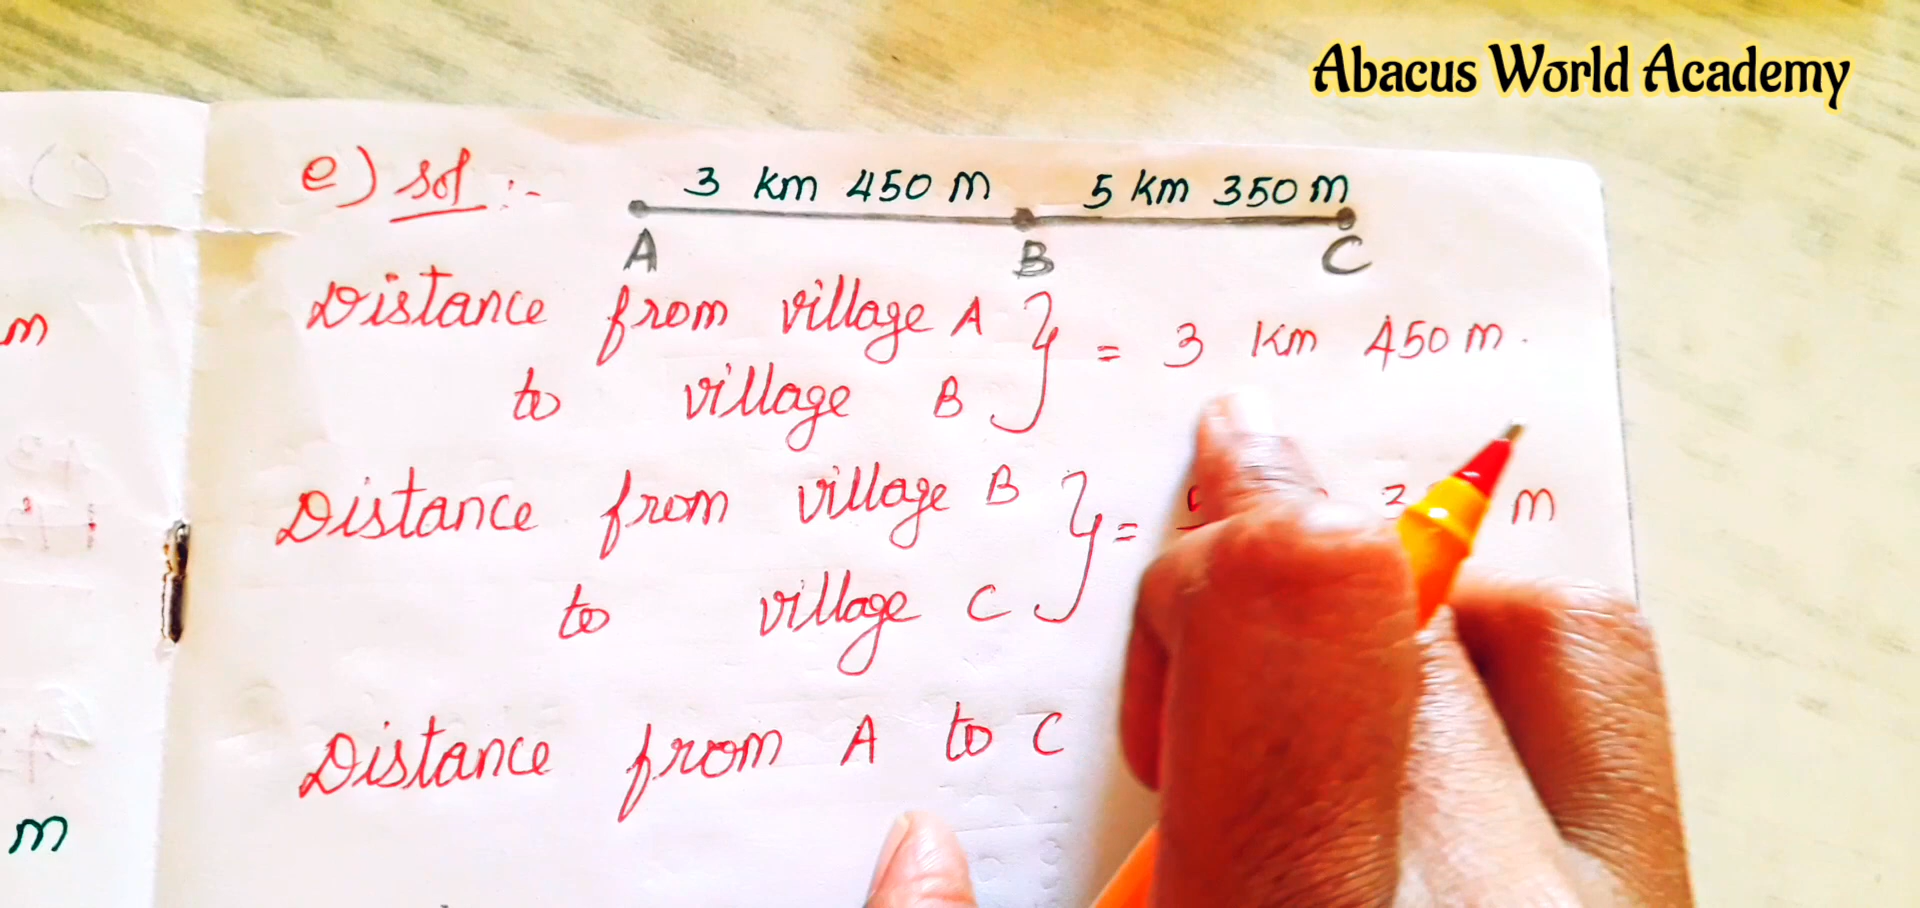 Abacus World Academy
e) sol :-
3 km 450 m 5 km 350 m
A B C
Distance from village A } = 3 km 450 m.
to village B
Distance from village B } = m
to village C
Distance from A to C
m
m